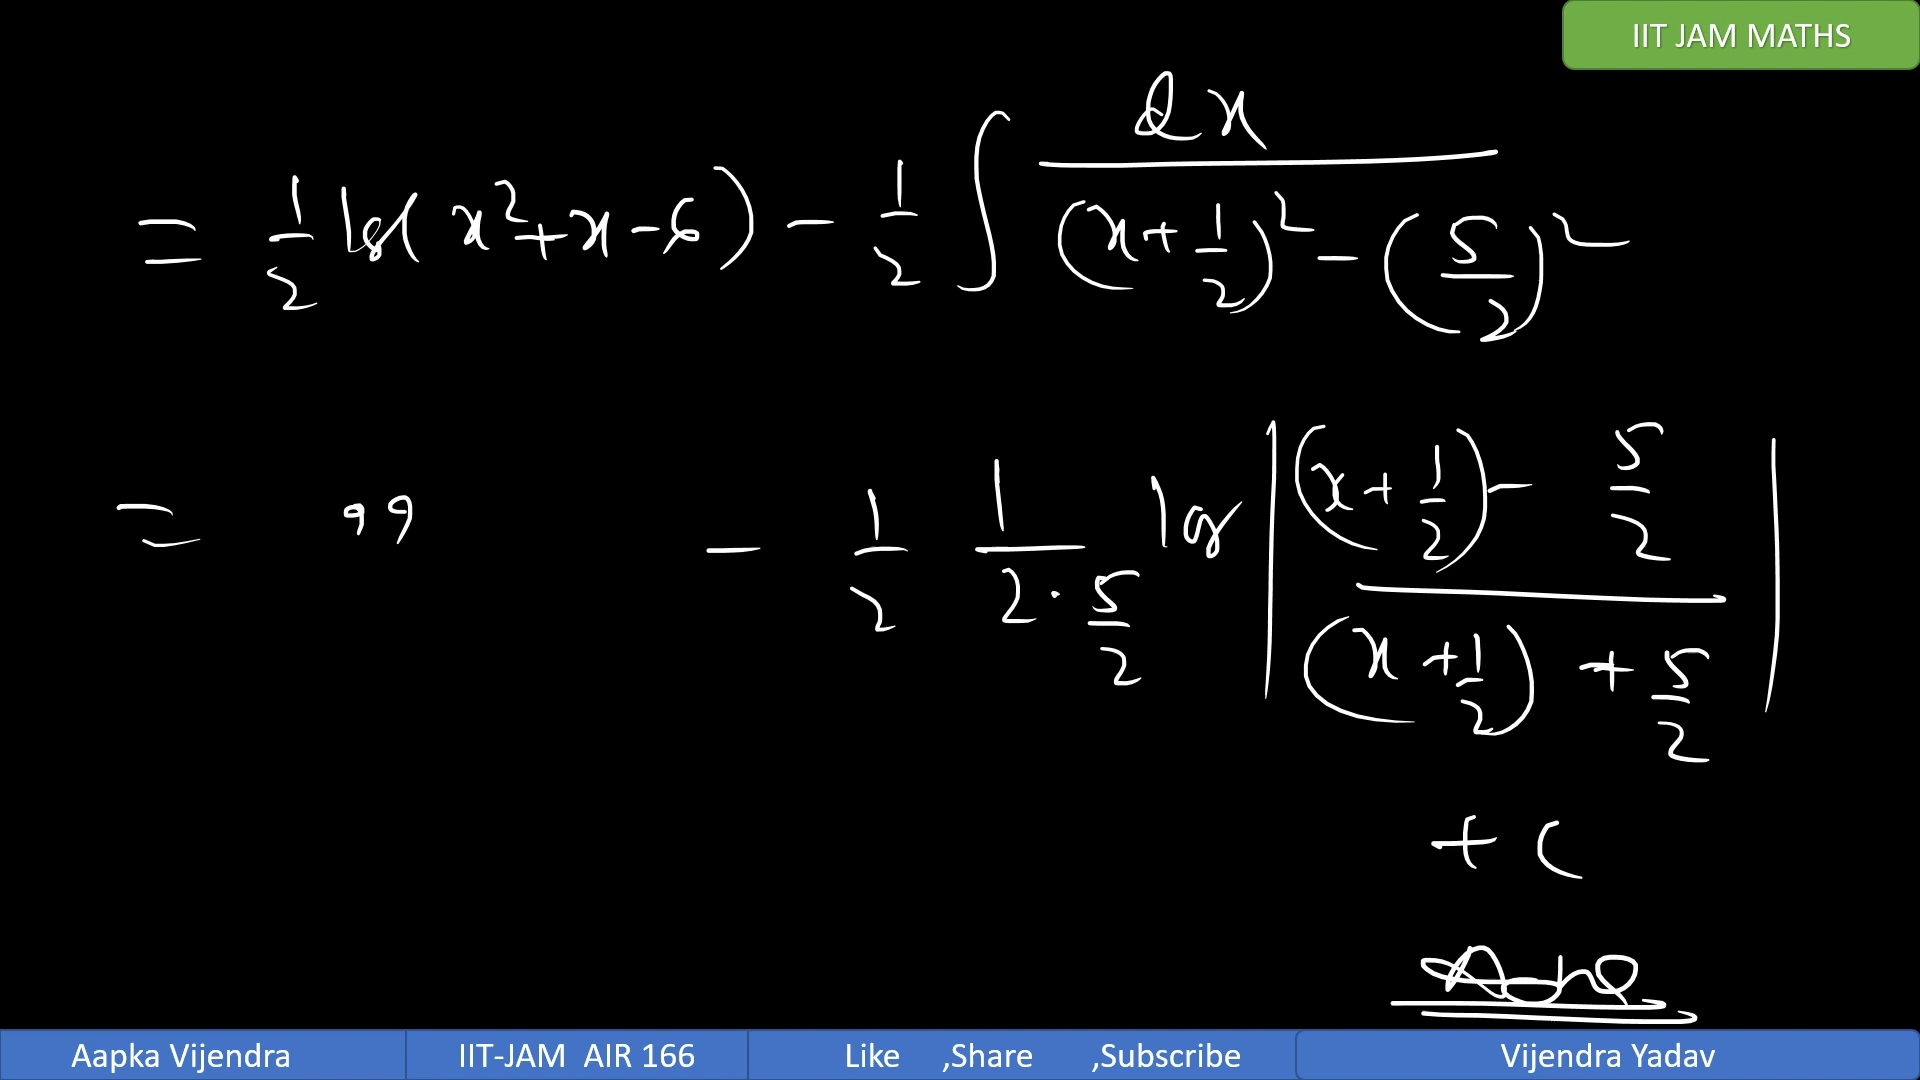 IIT JAM MATHS
= 1/2 log( x²+x-6) - 1/2 ∫ dx / ((x+1/2)² - (5/2)²)
= ,, - 1/2 1/(2·5/2) log | ((x+1/2) - 5/2) / ((x+1/2) + 5/2) |
+ C
Aapka Vijendra
IIT-JAM AIR 166
Like ,Share ,Subscribe
Vijendra Yadav